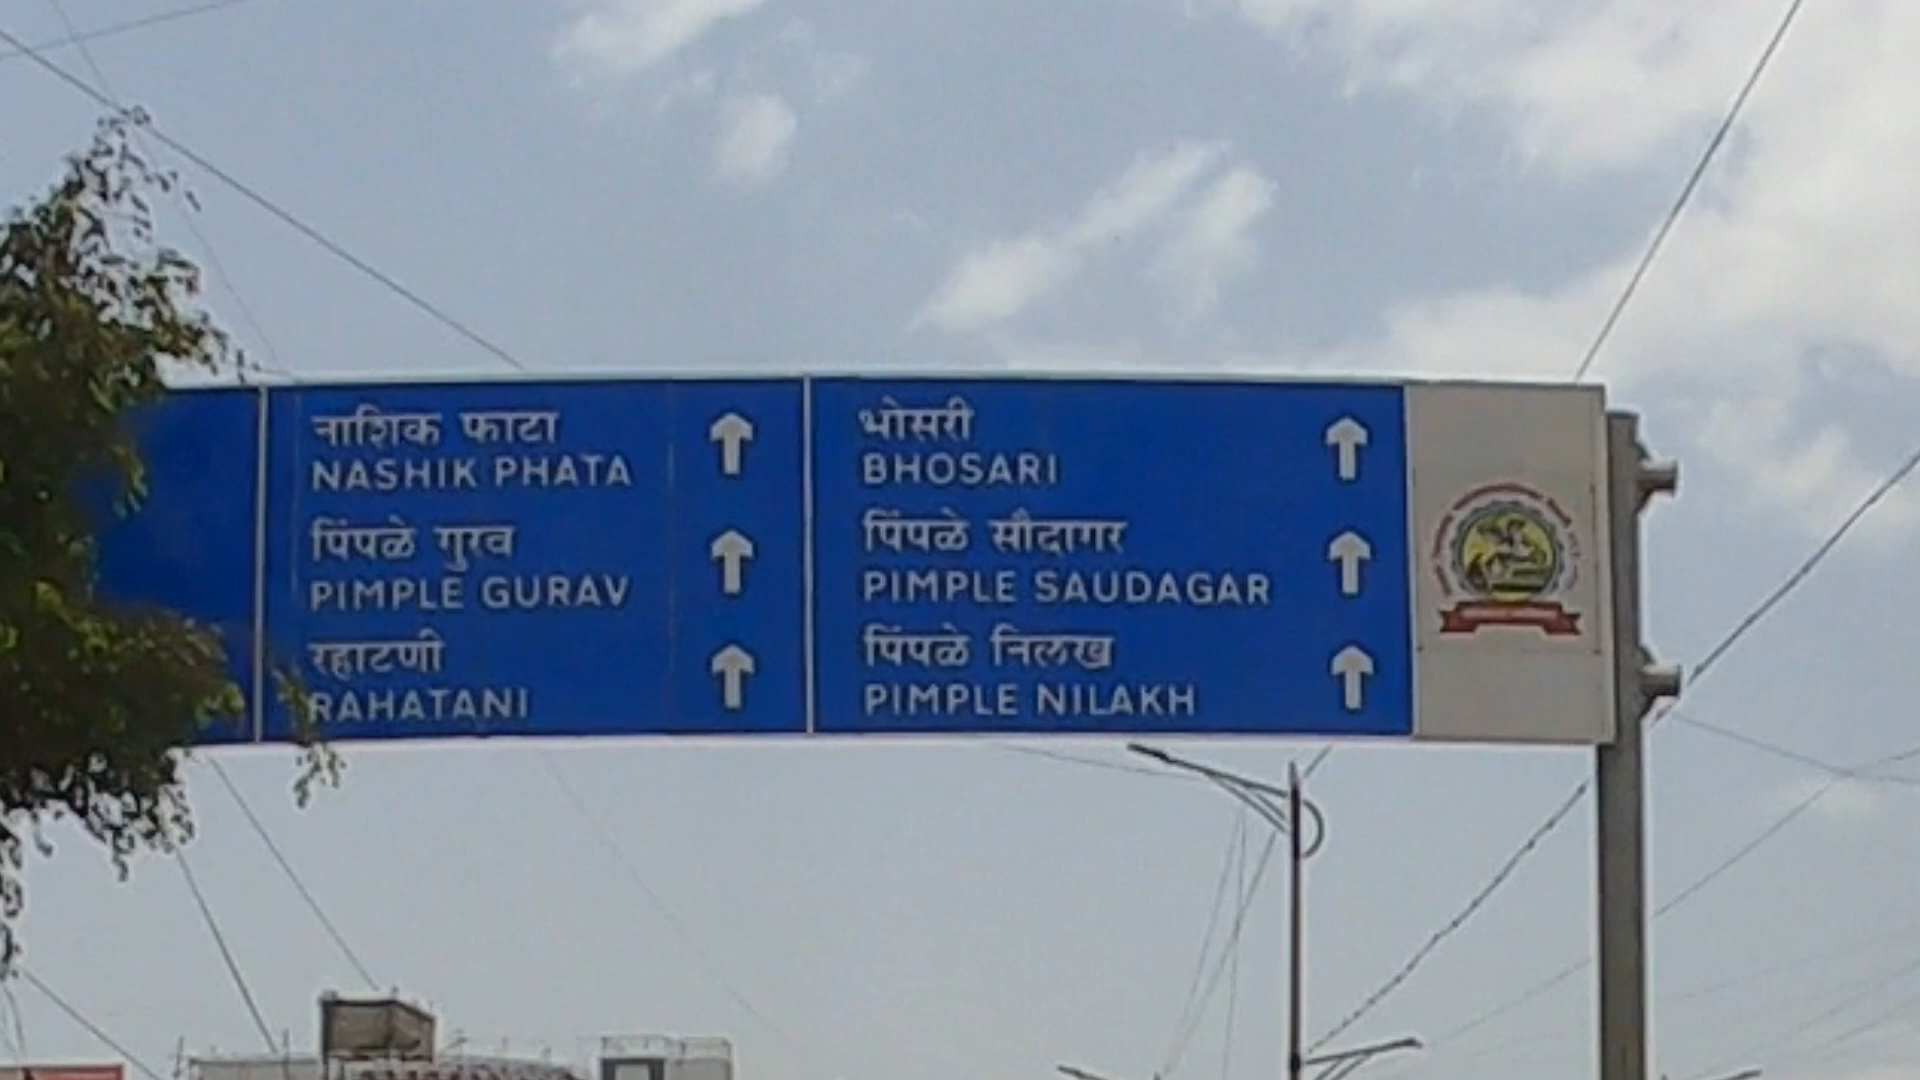 नाशिक फाटा
NASHIK PHATA
पिंपळे गुरव
PIMPLE GURAV
रहाटणी
RAHATANI
भोसरी
BHOSARI
पिंपळे सौदागर
PIMPLE SAUDAGAR
पिंपळे निलख
PIMPLE NILAKH